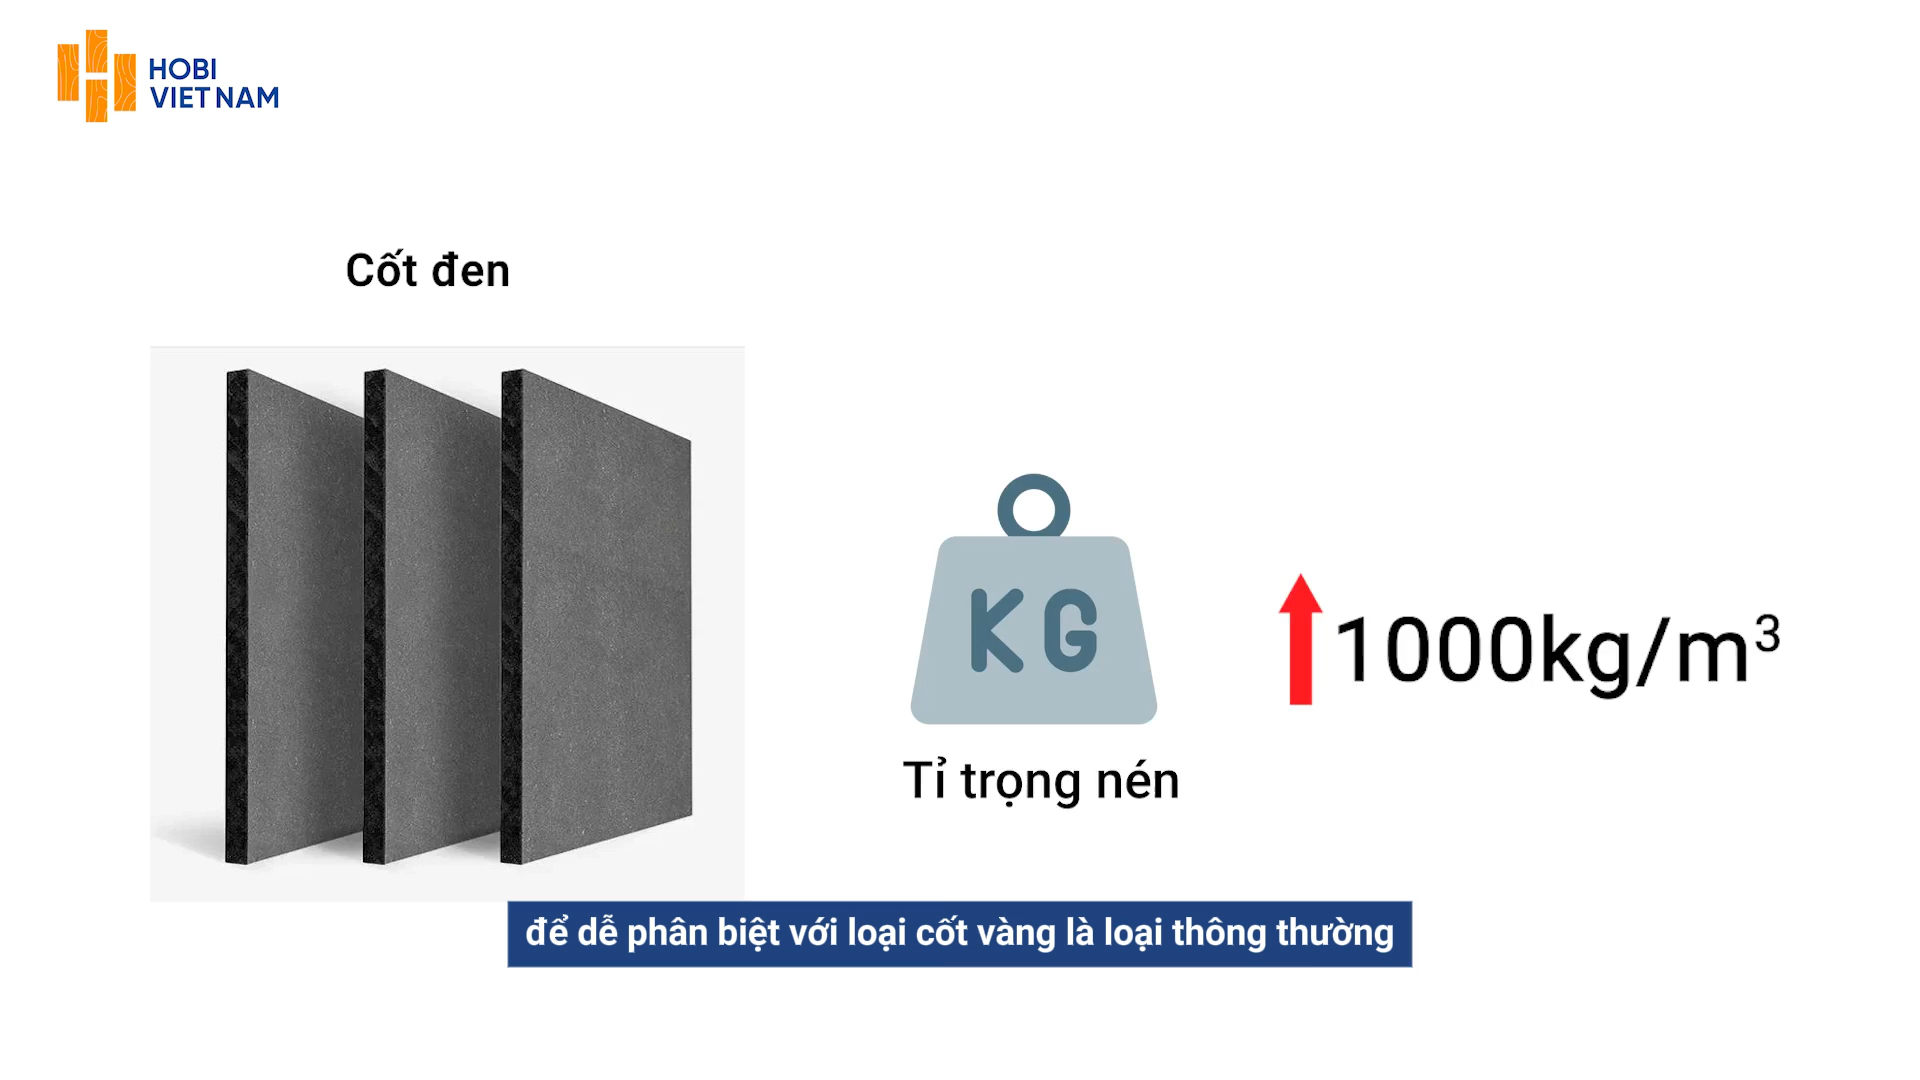 HOBI
VIETNAM
Cốt đen
KG
1000kg/m³
Tỉ trọng nén
để dễ phân biệt với loại cốt vàng là loại thông thường